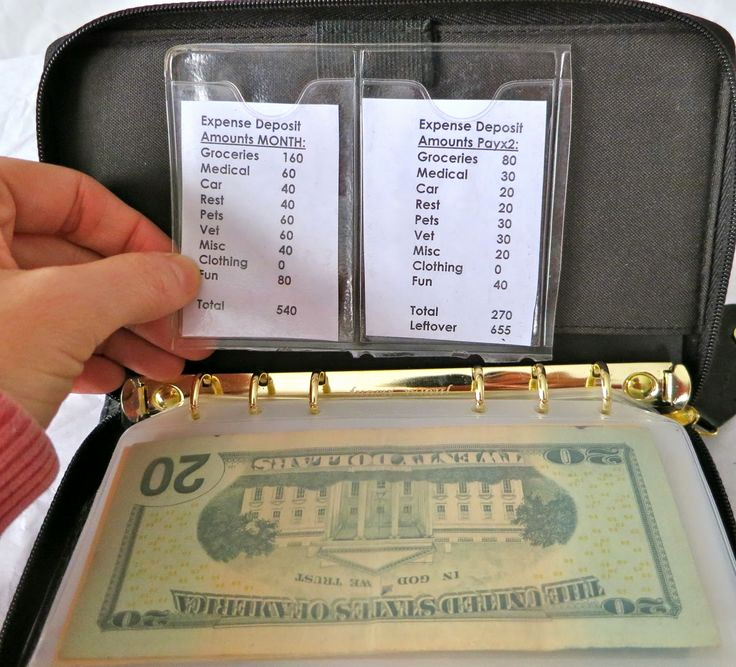 Expense Deposit
Amounts MONTH:
Groceries 160
Medical 60
Car 40
Rest 40
Pets 60
Vet 60
Misc 40
Clothing 0
Fun 80
Total 540
Expense Deposit
Amounts Payx2:
Groceries 80
Medical 30
Car 20
Rest 20
Pets 30
Vet 30
Misc 20
Clothing 0
Fun 40
Total 270
Leftover 655
THE UNITED STATES OF AMERICA
20
20
IN GOD WE TRUST
TWENTY DOLLARS
20
20